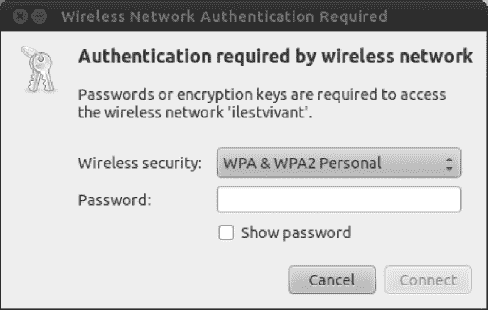 Wireless Network Authentication Required
Authentication required by wireless network
Passwords or encryption keys are required to access
the wireless network 'ilestvivant'.
Wireless security: WPA & WPA2 Personal
Password:
Show password
Cancel Connect